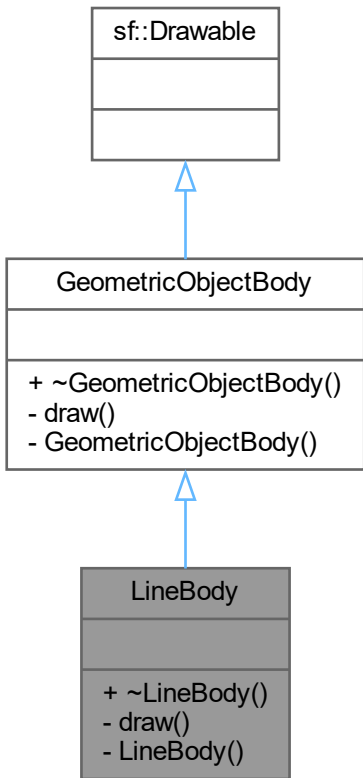 sf::Drawable
GeometricObjectBody
+ ~GeometricObjectBody()
- draw()
- GeometricObjectBody()
LineBody
+ ~LineBody()
- draw()
- LineBody()